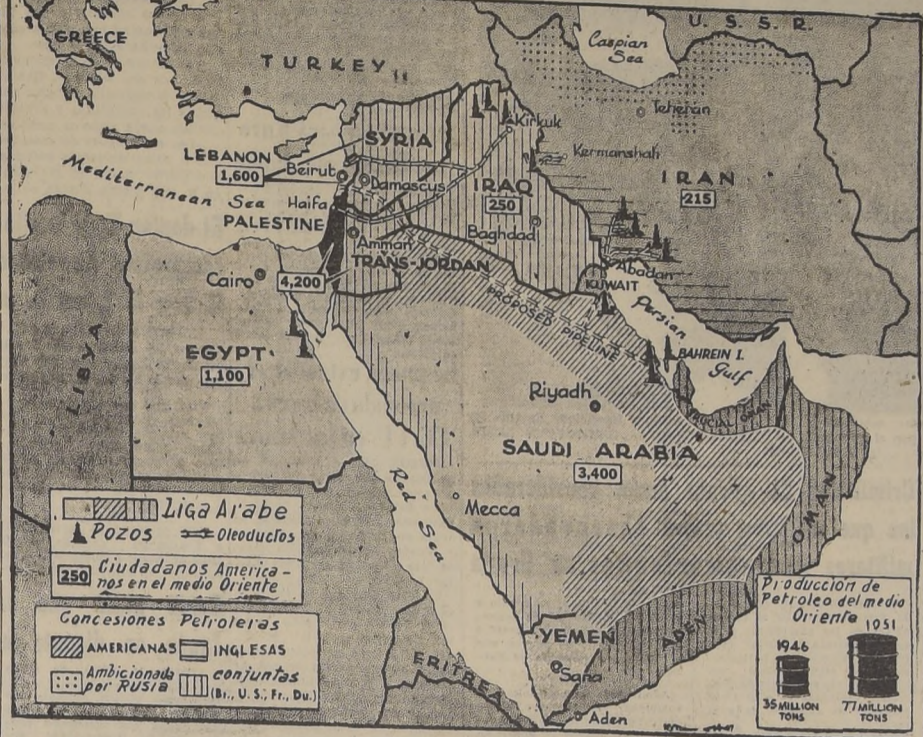 U. S. S. R.
GREECE
Caspian
Sea
TURKEY
Teheran
Kirkuk
SYRIA
Kermanshah
LEBANON
1,600
Beirut
Damascus
IRAQ
250
IRAN
215
Mediterranean Sea
Haifa
PALESTINE
Baghdad
Amman
TRANS-JORDAN
Abadan
Cairo
4,200
KUWAIT
PROPOSED PIPELINE
Persian
Gulf
BAHREIN I.
LIBYA
EGYPT
1,100
Riyadh
TRUCIAL OMAN
SAUDI ARABIA
3,400
Red Sea
Mecca
OMAN
YEMEN
Sana
ADEN
ERITREA
Aden
Liga Arabe
Pozos
Oleoductos
250
Ciudadanos America-
nos en el medio Oriente
Concesiones Petroleras
AMERICANAS
INGLESAS
Ambicionada
por RUSIA
conjuntas
(Br., U. S., Fr., Du.)
Producción de
Petroleo del medio
Oriente
1951
1946
35 MILLION
TONS
77 MILLION
TONS